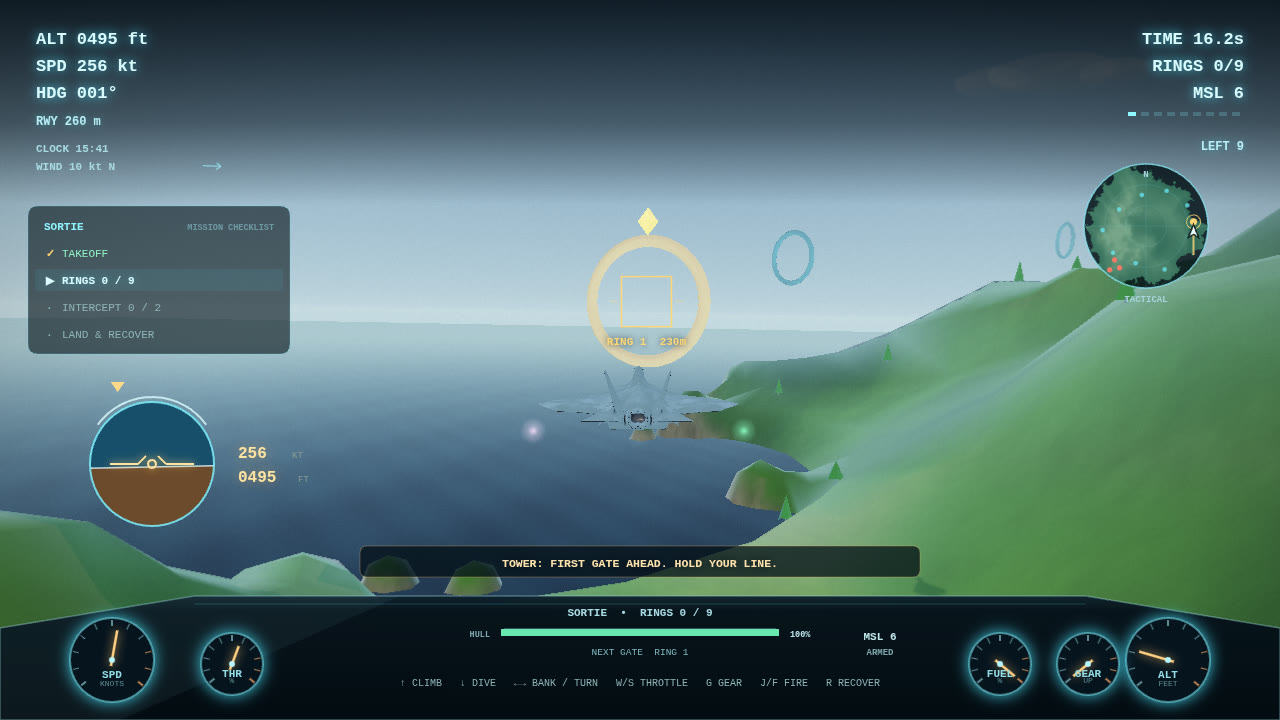 ALT 0495 ft
SPD 256 kt
HDG 001°
RWY 260 m
CLOCK 15:41
WIND 10 kt N
TIME 16.2s
RINGS 0/9
MSL 6
LEFT 9
N
TACTICAL
SORTIE MISSION CHECKLIST
✓ TAKEOFF
▶ RINGS 0 / 9
· INTERCEPT 0 / 2
· LAND & RECOVER
RING 1 230m
256 KT
0495 FT
TOWER: FIRST GATE AHEAD. HOLD YOUR LINE.
SORTIE • RINGS 0 / 9
HULL 100%
MSL 6
NEXT GATE RING 1
ARMED
↑ CLIMB ↓ DIVE ←→ BANK / TURN W/S THROTTLE G GEAR J/F FIRE R RECOVER
SPD
KNOTS
THR
%
FUEL
%
GEAR
UP
ALT
FEET